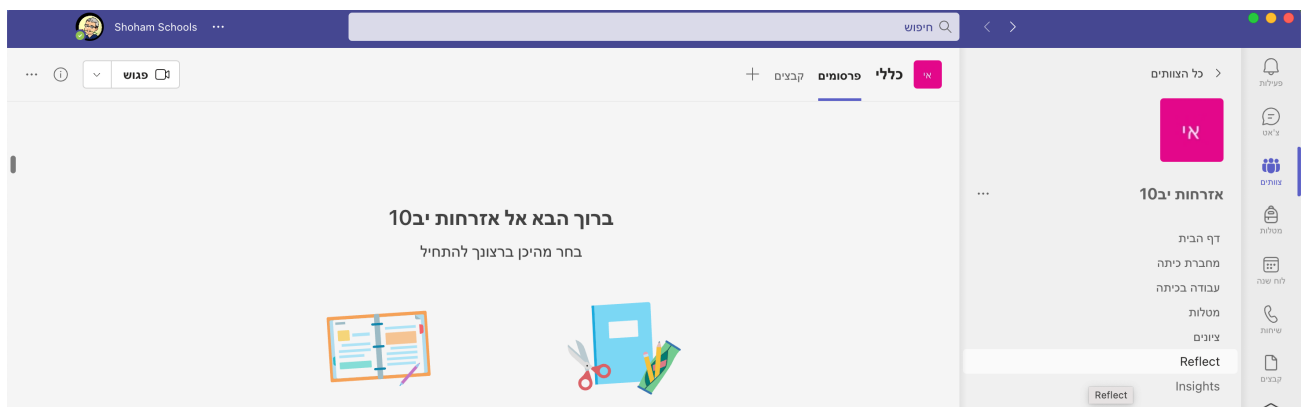 Shoham Schools
חיפוש
פעילות
צ'אט
צוותים
מטלות
לוח שנה
שיחות
קבצים
כל הצוותים
אי
אזרחות יב10
דף הבית
מחברת כיתה
עבודה בכיתה
מטלות
ציונים
Reflect
Insights
Reflect
אי כללי פרסומים קבצים
פגוש
ברוך הבא אל אזרחות יב10
בחר מהיכן ברצונך להתחיל